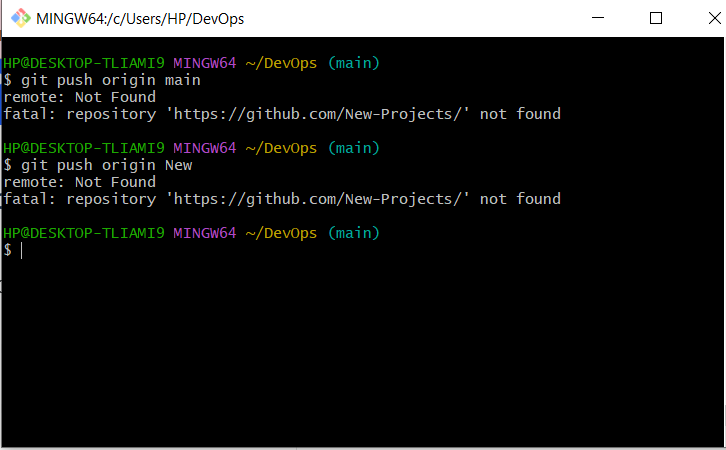 MINGW64:/c/Users/HP/DevOps
HP@DESKTOP-TLIAMI9 MINGW64 ~/DevOps (main)
$ git push origin main
remote: Not Found
fatal: repository 'https://github.com/New-Projects/' not found
HP@DESKTOP-TLIAMI9 MINGW64 ~/DevOps (main)
$ git push origin New
remote: Not Found
fatal: repository 'https://github.com/New-Projects/' not found
HP@DESKTOP-TLIAMI9 MINGW64 ~/DevOps (main)
$